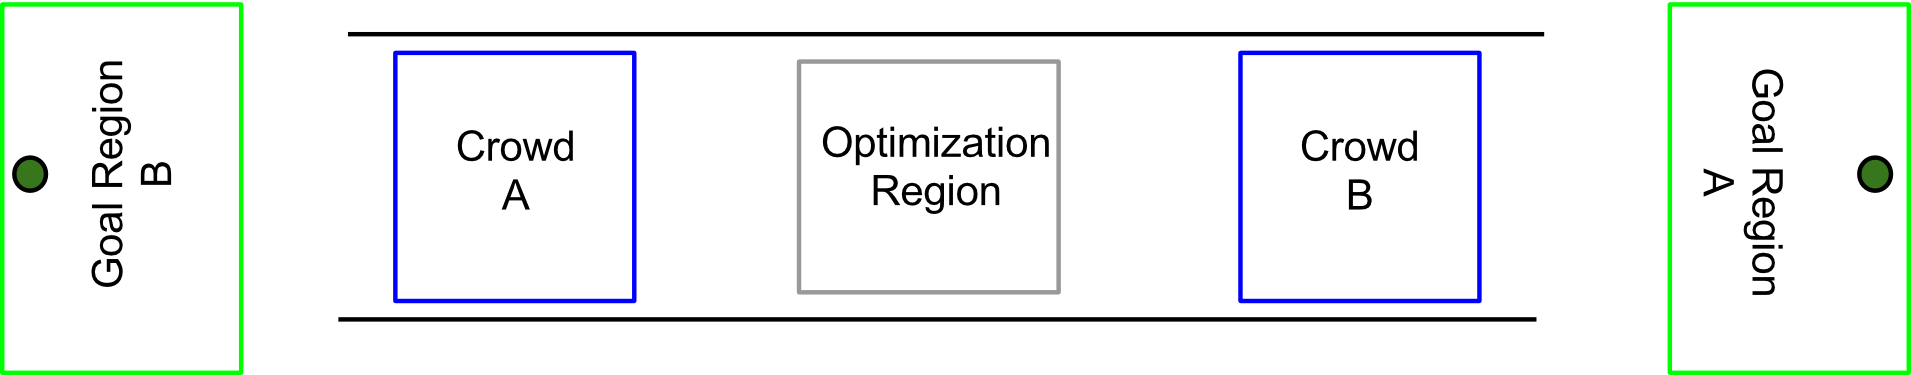 Goal Region
B
Crowd
A
Optimization
Region
Crowd
B
Goal Region
A